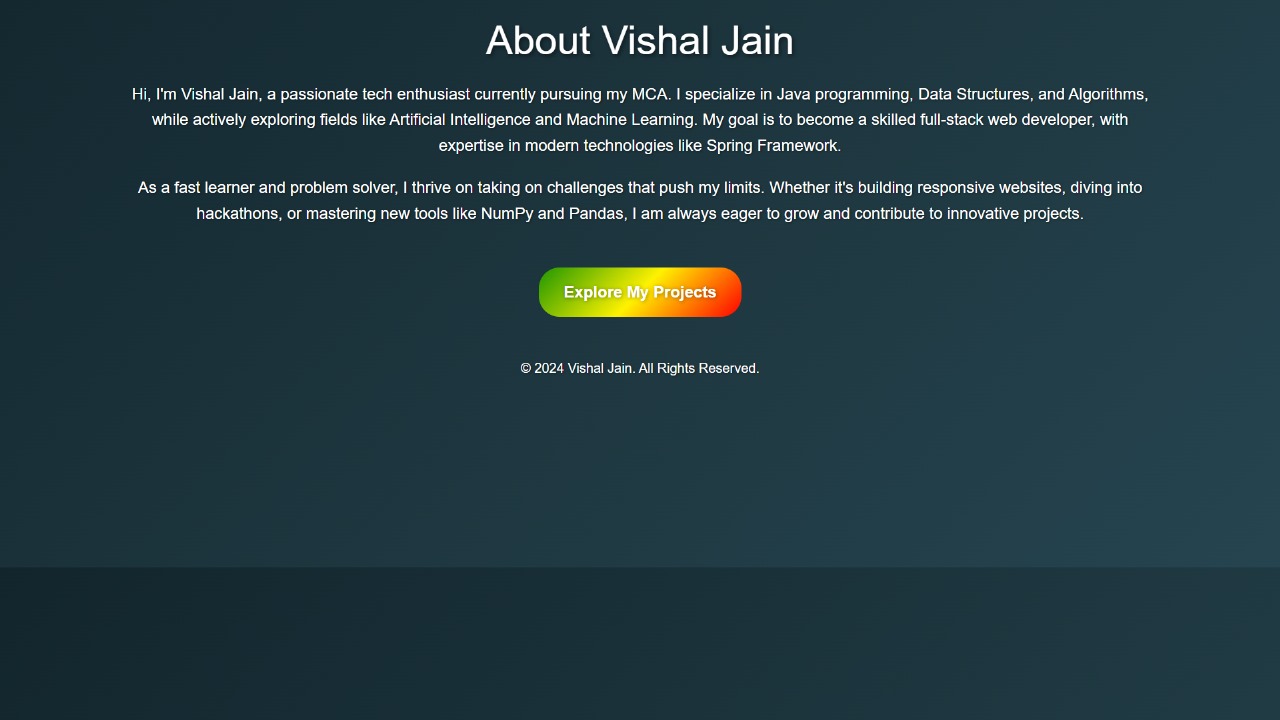 About Vishal Jain
Hi, I'm Vishal Jain, a passionate tech enthusiast currently pursuing my MCA. I specialize in Java programming, Data Structures, and Algorithms,
while actively exploring fields like Artificial Intelligence and Machine Learning. My goal is to become a skilled full-stack web developer, with
expertise in modern technologies like Spring Framework.
As a fast learner and problem solver, I thrive on taking on challenges that push my limits. Whether it's building responsive websites, diving into
hackathons, or mastering new tools like NumPy and Pandas, I am always eager to grow and contribute to innovative projects.
Explore My Projects
© 2024 Vishal Jain. All Rights Reserved.